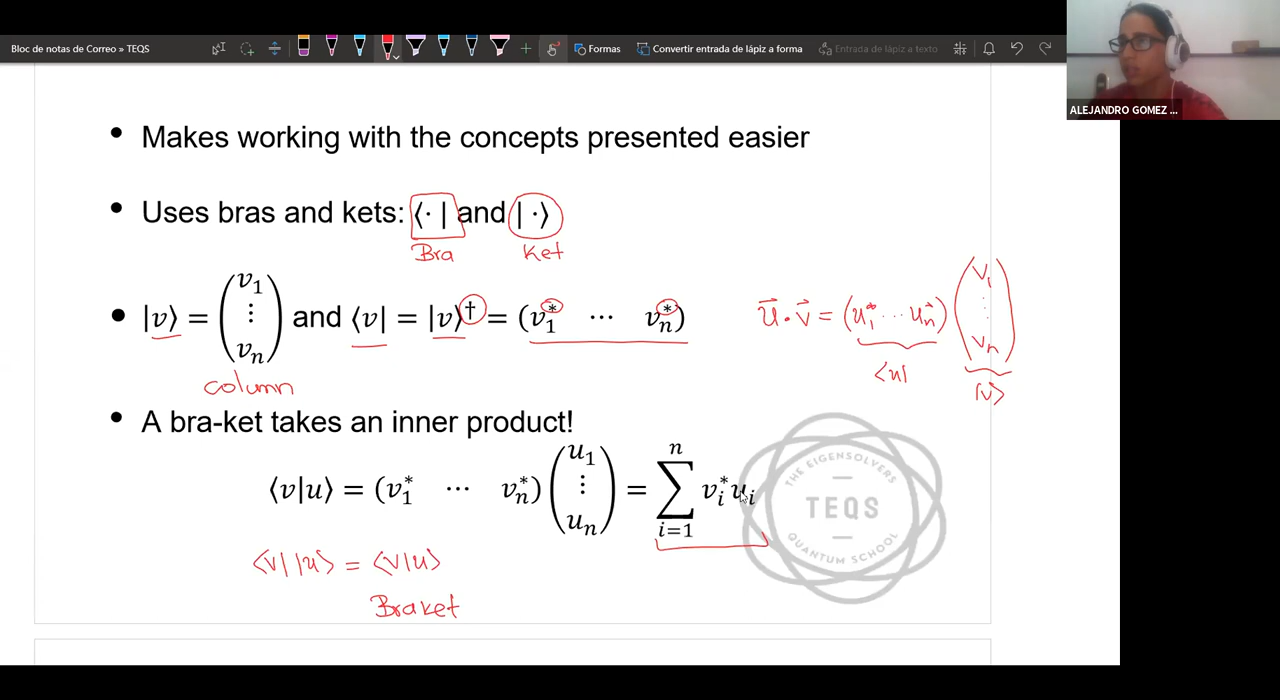 Bloc de notas de Correo » TEQS
Formas
Convertir entrada de lápiz a forma
Entrada de lápiz a texto
ALEJANDRO GOMEZ ...
• Makes working with the concepts presented easier
• Uses bras and kets: ⟨· | and | ·⟩
Bra Ket
• |v⟩ = (v₁ ⋮ vₙ) and ⟨v| = |v⟩† = (v₁* ⋯ vₙ*)
u⃗ · v⃗ = (u₁* ... uₙ*) (v₁ ⋮ vₙ)
⟨u| |v⟩
column
• A bra-ket takes an inner product!
⟨v|u⟩ = (v₁* ⋯ vₙ*) (u₁ ⋮ uₙ) = ∑ⁿᵢ₌₁ vᵢ*uᵢ
⟨v| |u⟩ = ⟨v|u⟩
Braket
THE EIGENSOLVERS
TEQS
QUANTUM SCHOOL